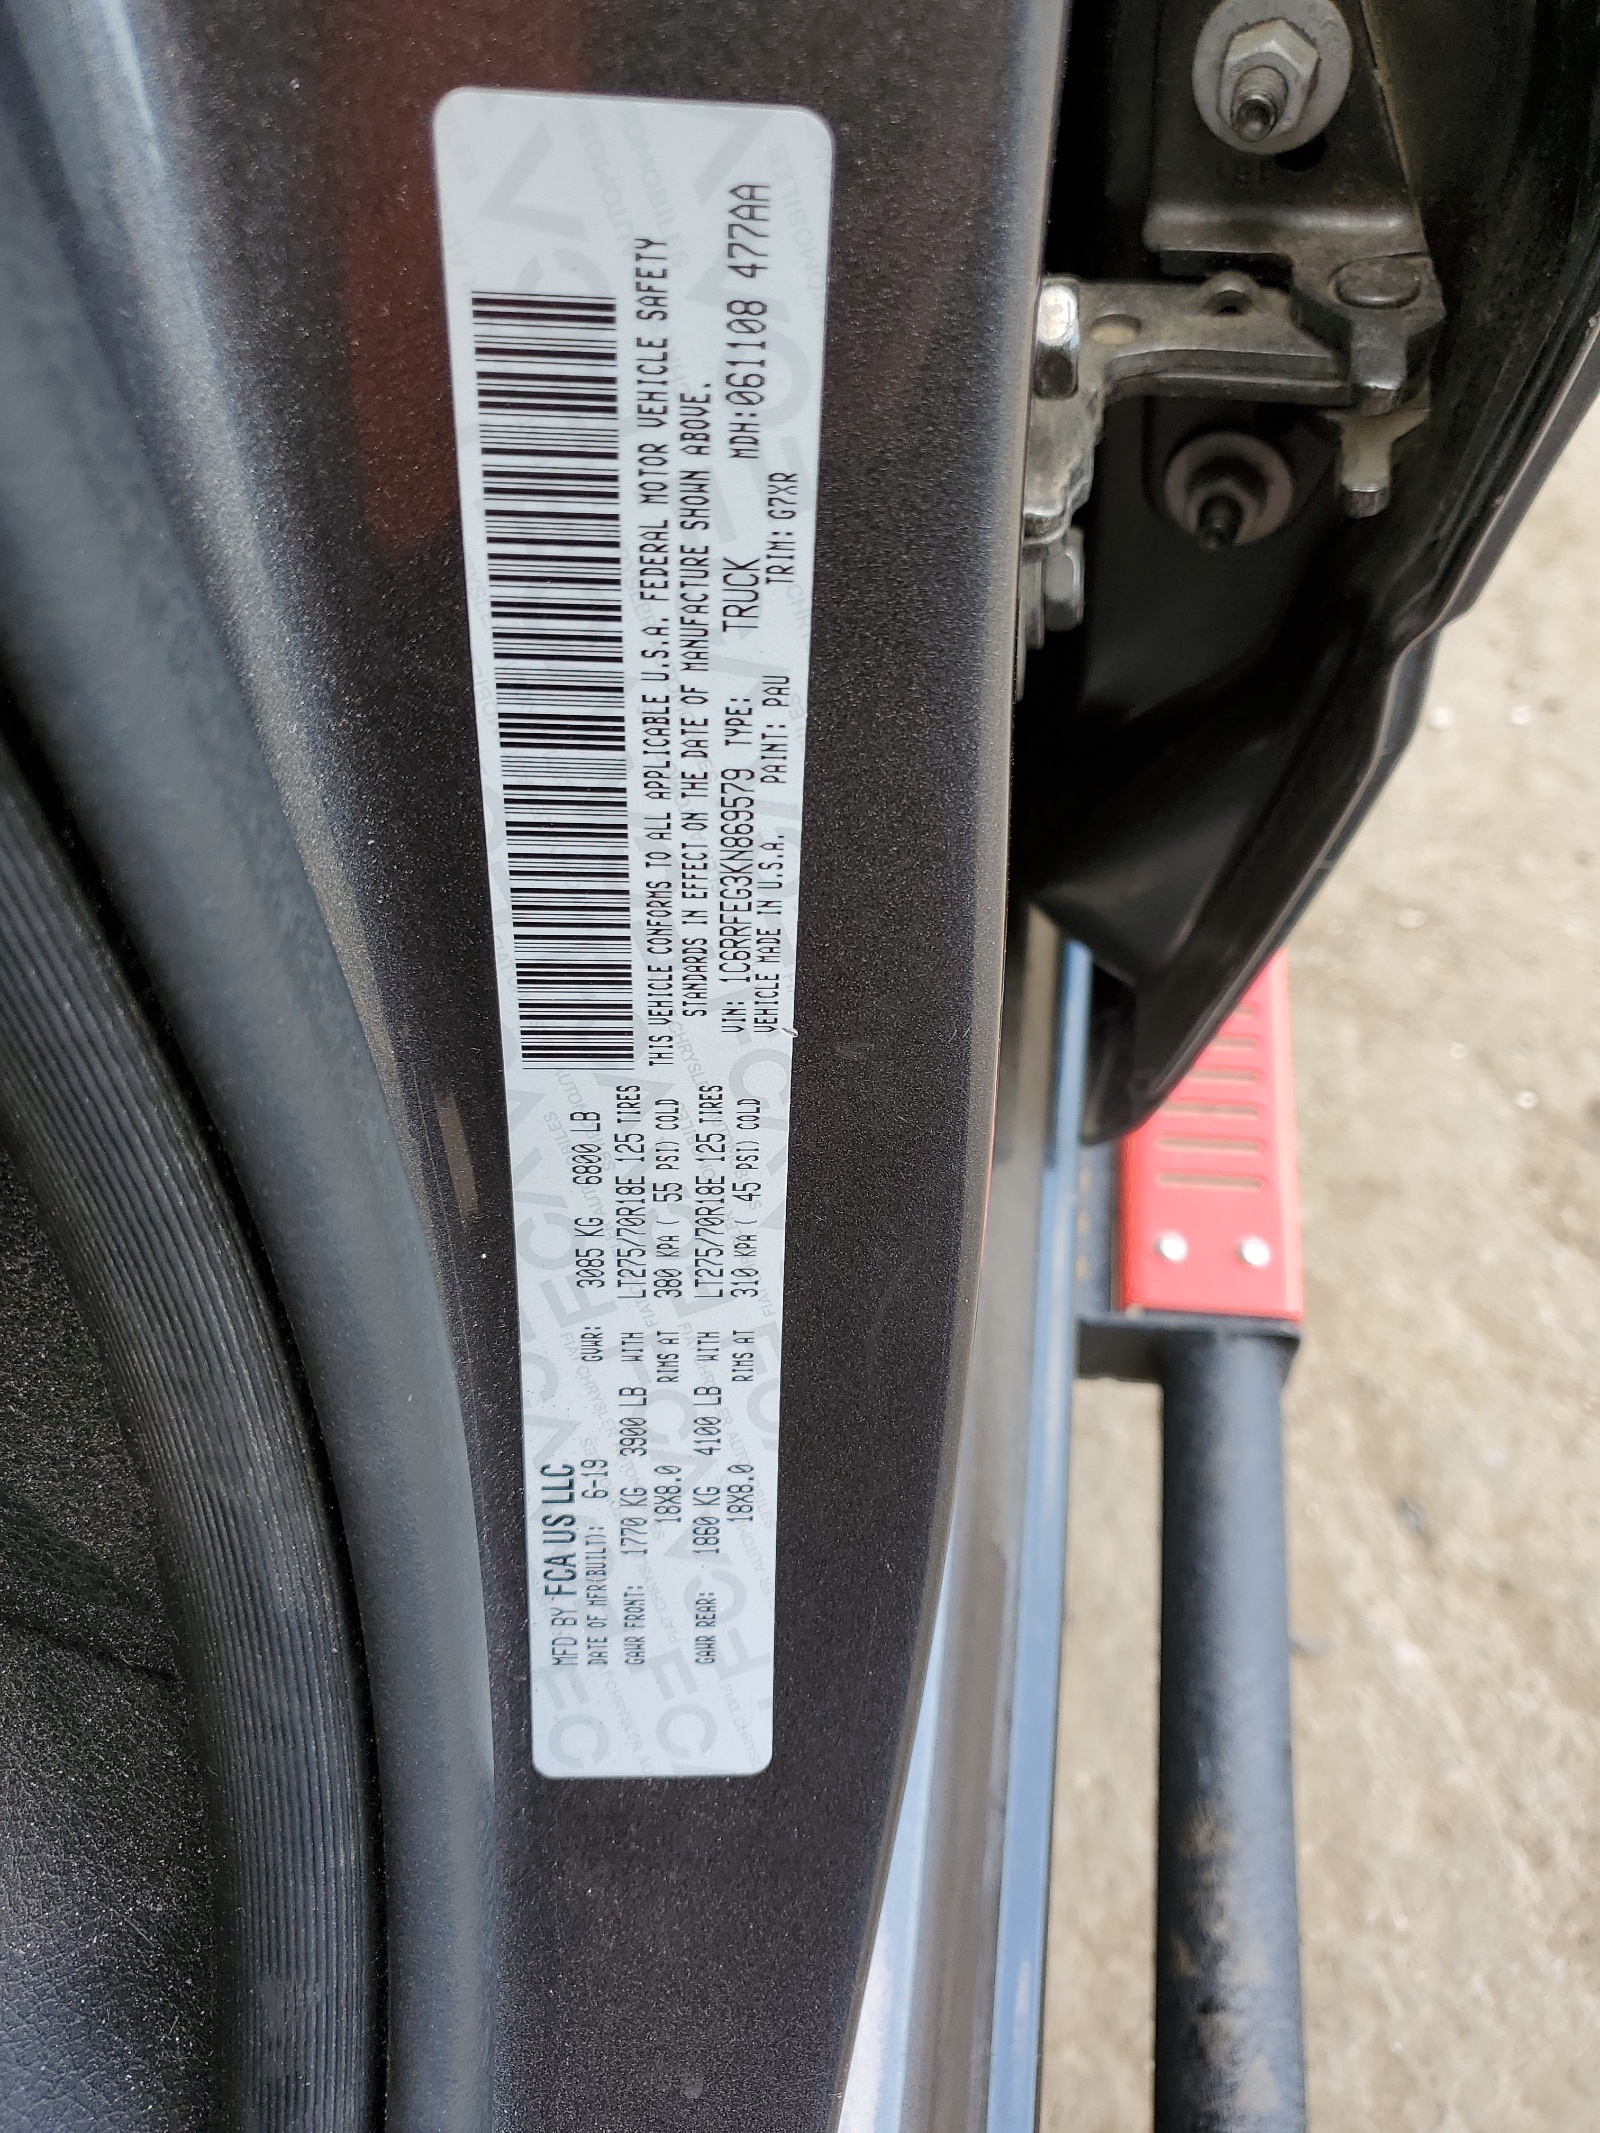 MFD BY FCA US LLC
DATE OF MFR(BUILT): 6-19 GVWR: 3085 KG 6800 LB
GAWR FRONT: 1770 KG 3900 LB WITH LT275/70R18E 125 TIRES
18X8.0 RIMS AT 380 KPA ( 55 PSI) COLD
GAWR REAR: 1860 KG 4100 LB WITH LT275/70R18E 125 TIRES
18X8.0 RIMS AT 310 KPA ( 45 PSI) COLD
THIS VEHICLE CONFORMS TO ALL APPLICABLE U.S.A. FEDERAL MOTOR VEHICLE SAFETY
STANDARDS IN EFFECT ON THE DATE OF MANUFACTURE SHOWN ABOVE.
VIN: 1C6RRFEG3KN869579 TYPE: TRUCK MDH:061108 477AA
VEHICLE MADE IN U.S.A. PAINT: PAU TRIM: G7XR